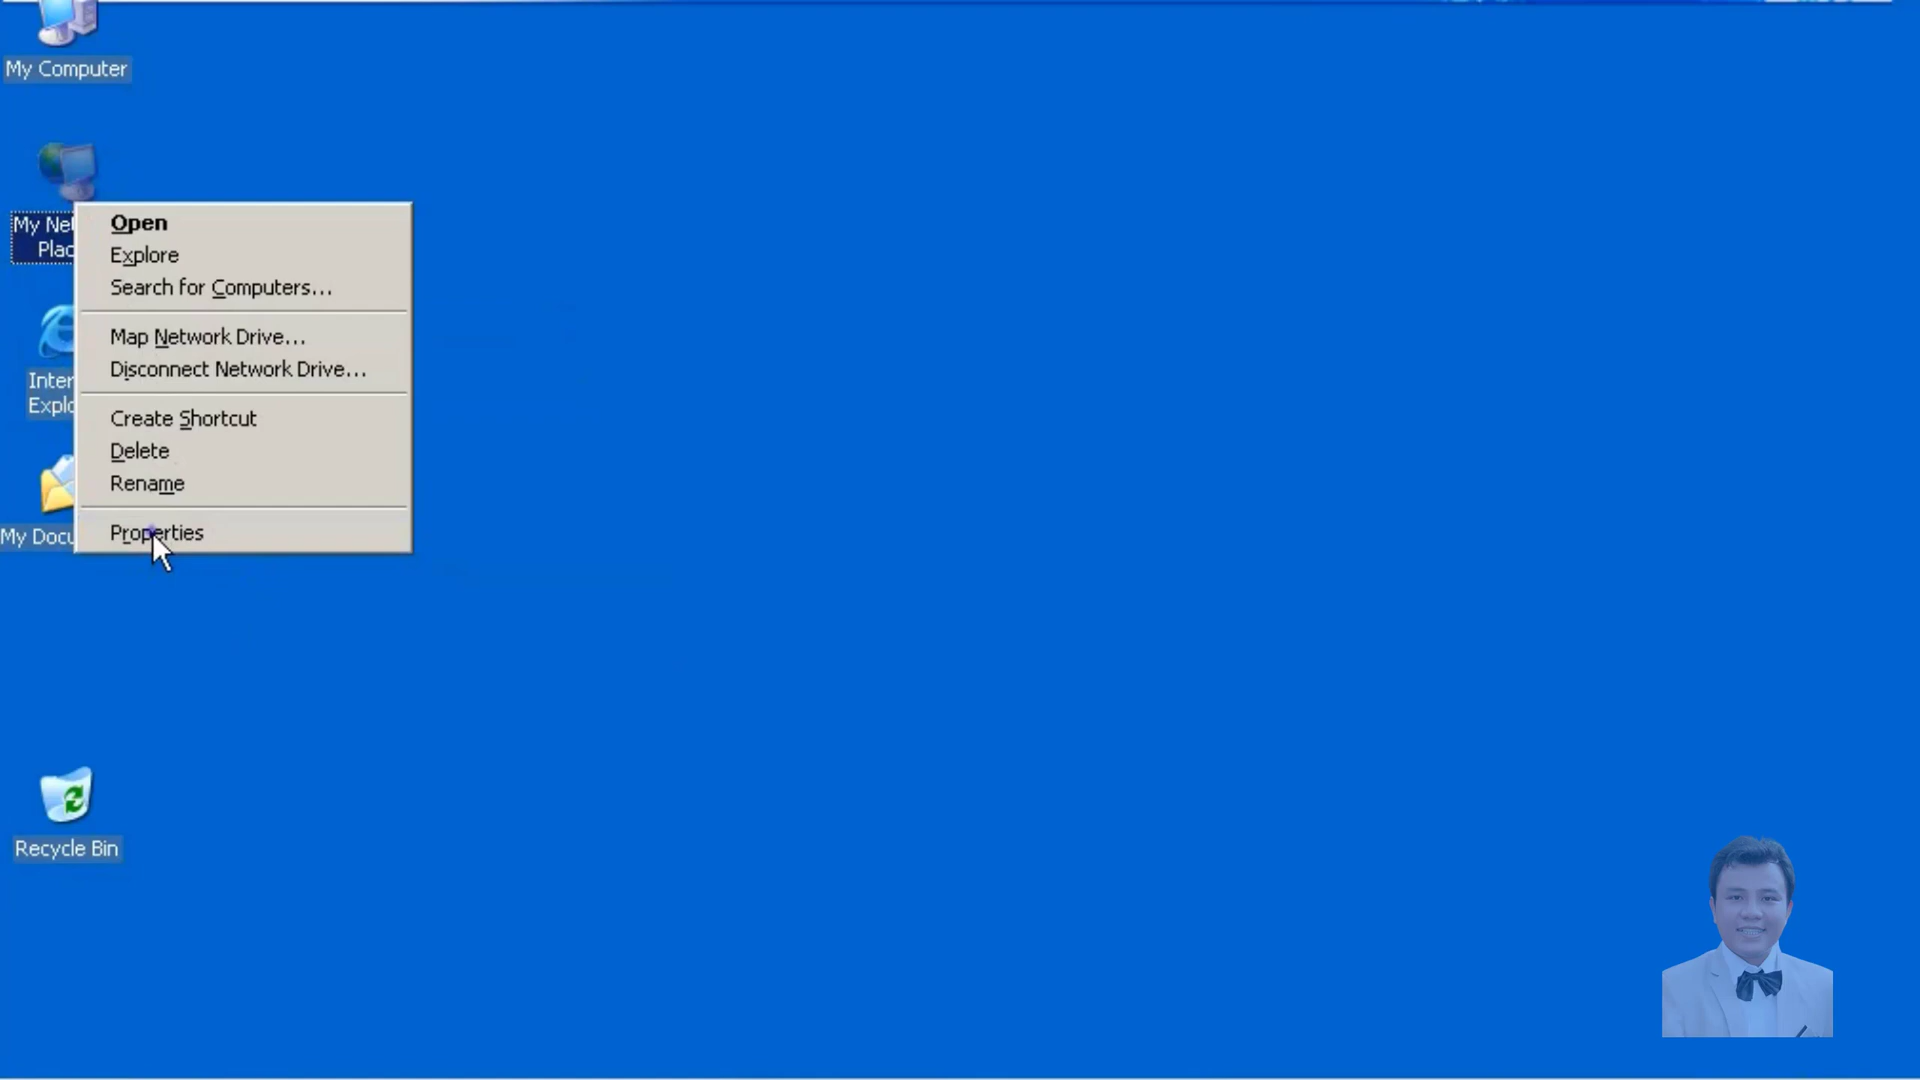 My Computer
My Net
Plac
Open
Explore
Search for Computers...
Map Network Drive...
Disconnect Network Drive...
Create Shortcut
Delete
Rename
Properties
Inter
Explo
My Docu
Recycle Bin